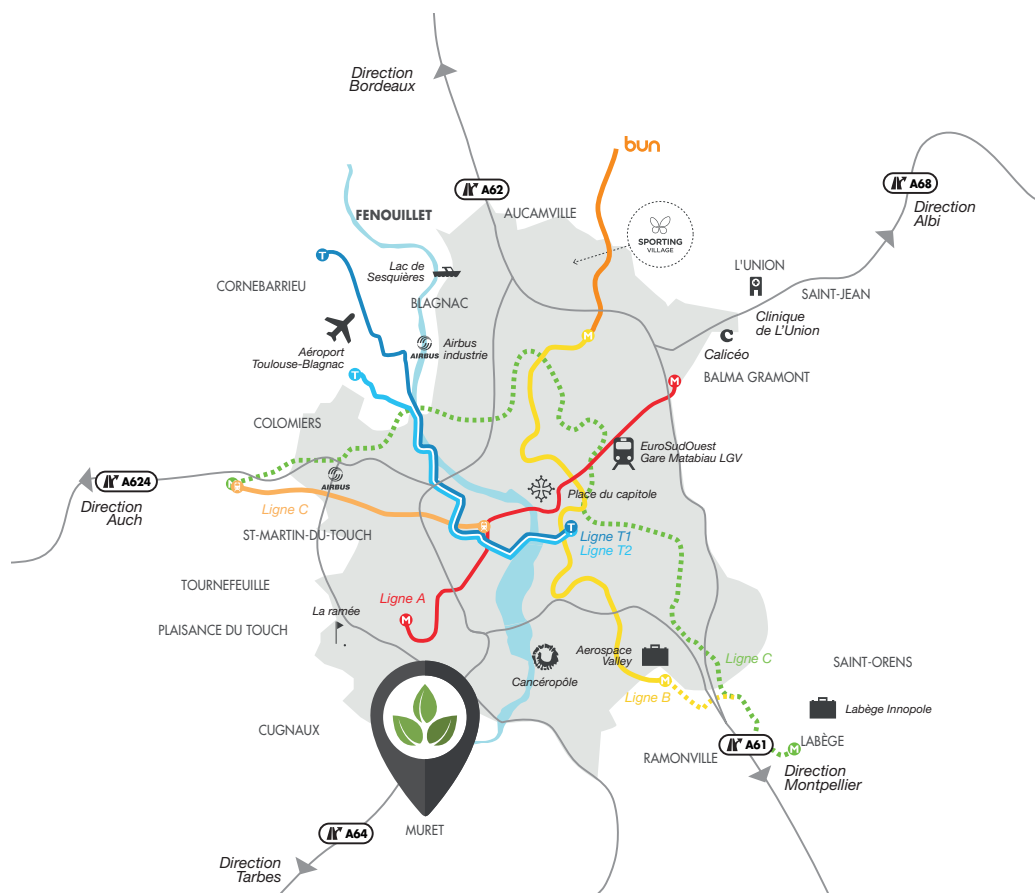 Direction
Bordeaux
bun
A62
A68
Direction
Albi
FENOUILLET
AUCAMVILLE
SPORTING
VILLAGE
T
Lac de
Sesquières
L'UNION
CORNEBARRIEU
BLAGNAC
SAINT-JEAN
Clinique
de L'Union
Aéroport
Toulouse-Blagnac
AIRBUS
Airbus
industrie
M
C
Calicéo
T
M
BALMA GRAMONT
COLOMIERS
EuroSudOuest
Gare Matabiau LGV
A624
Direction
Auch
M
R
AIRBUS
Place du capitole
Ligne C
ST-MARTIN-DU-TOUCH
R
T
Ligne T1
Ligne T2
TOURNEFEUILLE
Ligne A
M
La ramée
PLAISANCE DU TOUCH
Aerospace
Valley
Ligne C
SAINT-ORENS
Cancéropôle
M
Ligne B
Labège Innopole
CUGNAUX
RAMONVILLE
A61
M
LABÈGE
Direction
Montpellier
A64
MURET
Direction
Tarbes